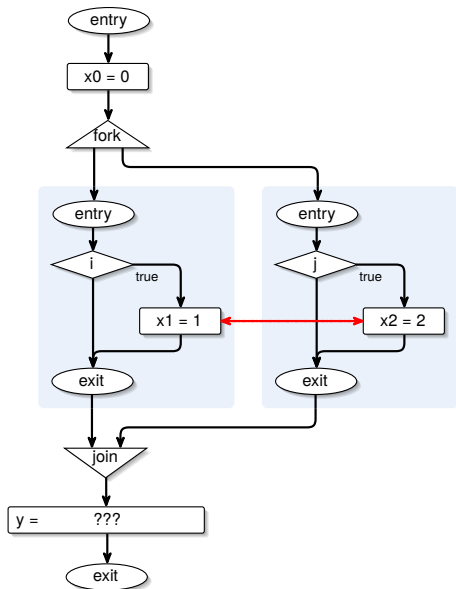 entry
x0 = 0
fork
entry
entry
i
j
true
true
x1 = 1
x2 = 2
exit
exit
join
y = ???
exit